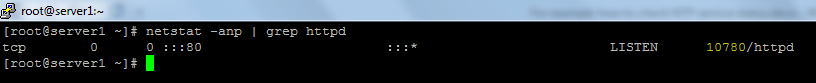 root@server1:~
[root@server1 ~]# netstat -anp | grep httpd
tcp        0      0 :::80                       :::*                        LISTEN      10780/httpd
[root@server1 ~]#